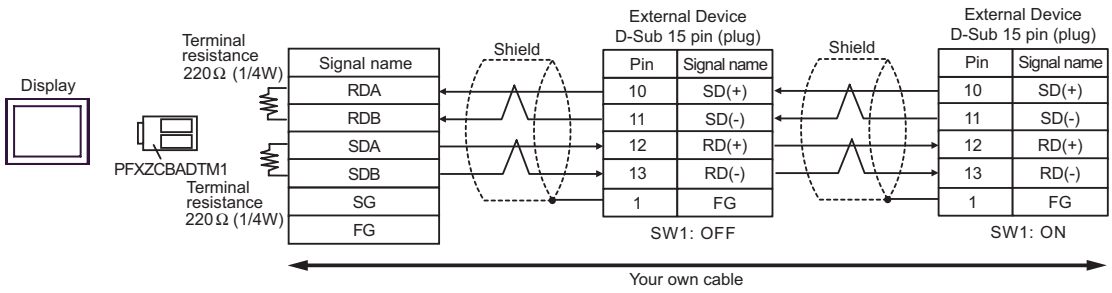 Display
PFXZCBADTM1
Terminal
resistance
220Ω (1/4W)
Terminal
resistance
220Ω (1/4W)
Signal name
RDA
RDB
SDA
SDB
SG
FG
Shield
External Device
D-Sub 15 pin (plug)
Pin Signal name
10 SD(+)
11 SD(-)
12 RD(+)
13 RD(-)
1 FG
SW1: OFF
Shield
External Device
D-Sub 15 pin (plug)
Pin Signal name
10 SD(+)
11 SD(-)
12 RD(+)
13 RD(-)
1 FG
SW1: ON
Your own cable